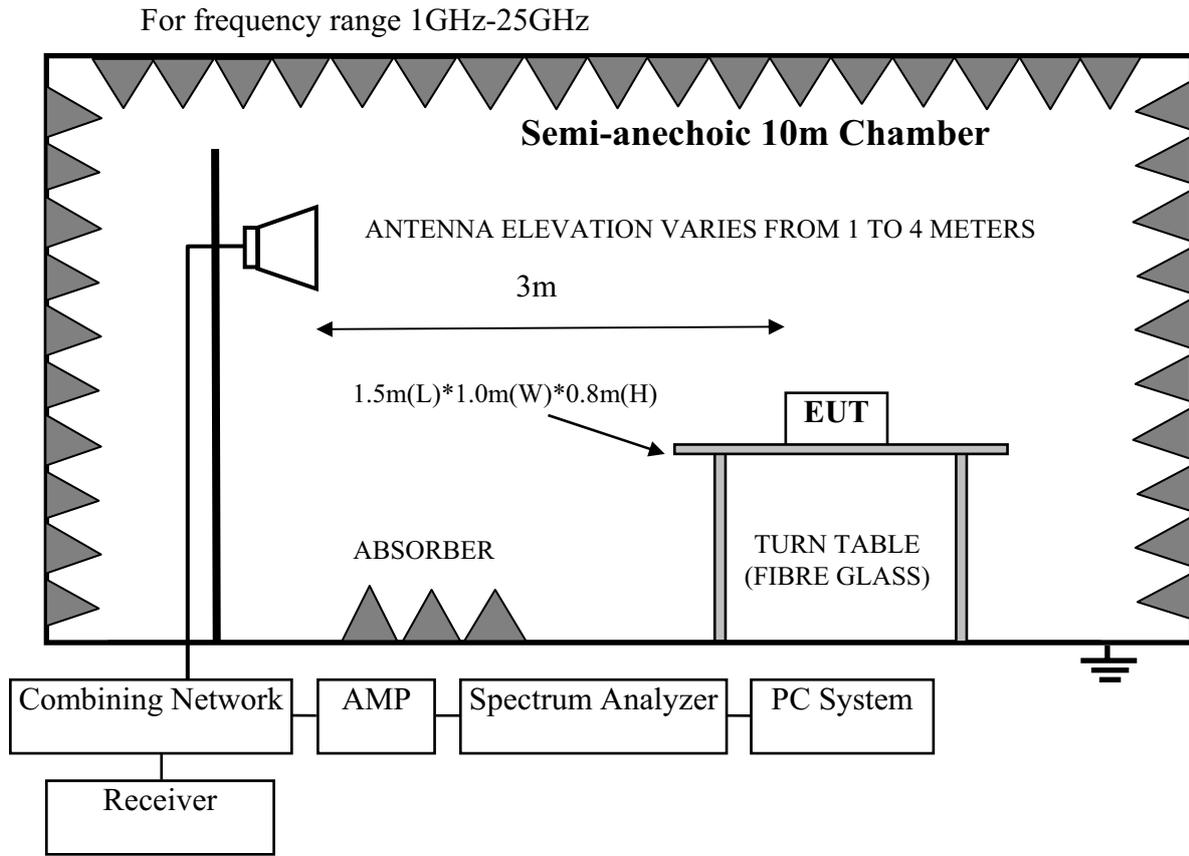 For frequency range 1GHz-25GHz
Semi-anechoic 10m Chamber
ANTENNA ELEVATION VARIES FROM 1 TO 4 METERS
3m
1.5m(L)*1.0m(W)*0.8m(H)
EUT
ABSORBER
TURN TABLE
(FIBRE GLASS)
Combining Network
AMP
Spectrum Analyzer
PC System
Receiver